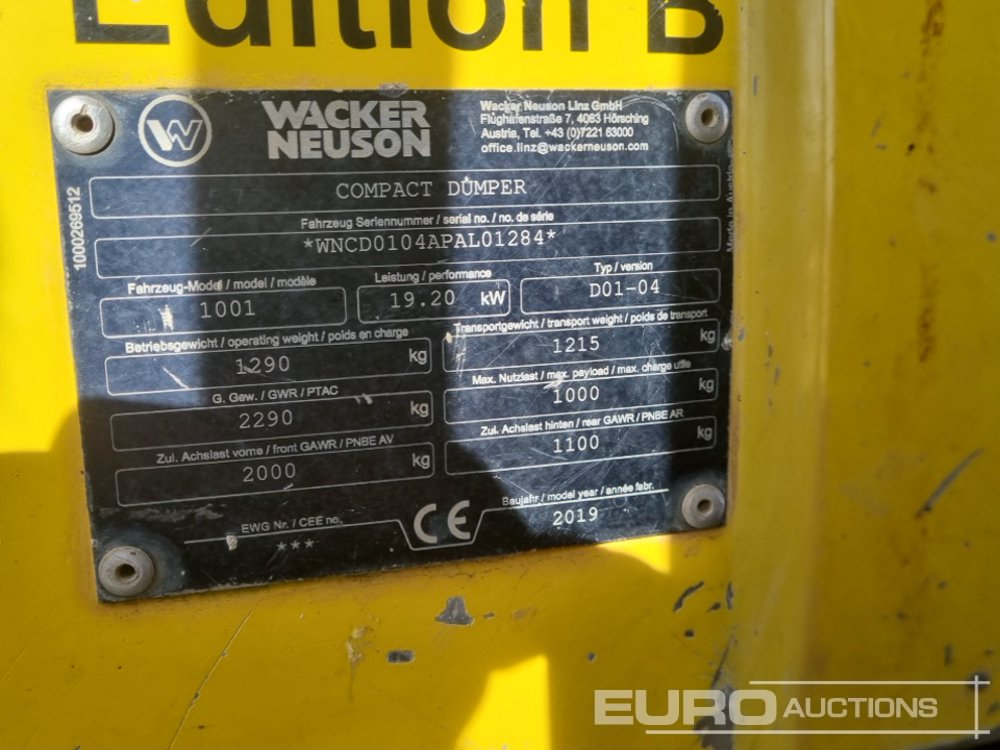 Edition B
WACKER
NEUSON
Wacker Neuson Linz GmbH
Flughafenstraße 7, 4063 Hörsching
Austria, Tel. +43 (0)7221 63000
office.linz@wackerneuson.com
COMPACT DUMPER
Fahrzeug Seriennummer / serial no. / no. de série
*WNCD0104APAL01284*
Fahrzeug-Model / model / modèle
1001
Leistung / performance
19.20 kW
Typ / version
D01-04
Betriebsgewicht / operating weight / poids en charge
1290 kg
Transportgewicht / transport weight / poids de transport
1215 kg
G. Gew. / GWR / PTAC
2290 kg
Max. Nutzlast / max. payload / max. charge utile
1000 kg
Zul. Achslast vorne / front GAWR / PNBE AV
2000 kg
Zul. Achslast hinten / rear GAWR / PNBE AR
1100 kg
EWG Nr. / CEE no.
***
CE
Baujahr / model year / année fabr.
2019
1000269512
Made in Austria
EURO AUCTIONS